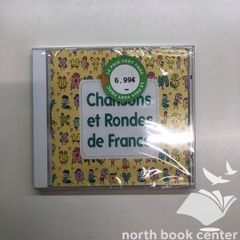 6,99€
Chansons
et Rondes
de France
north book center